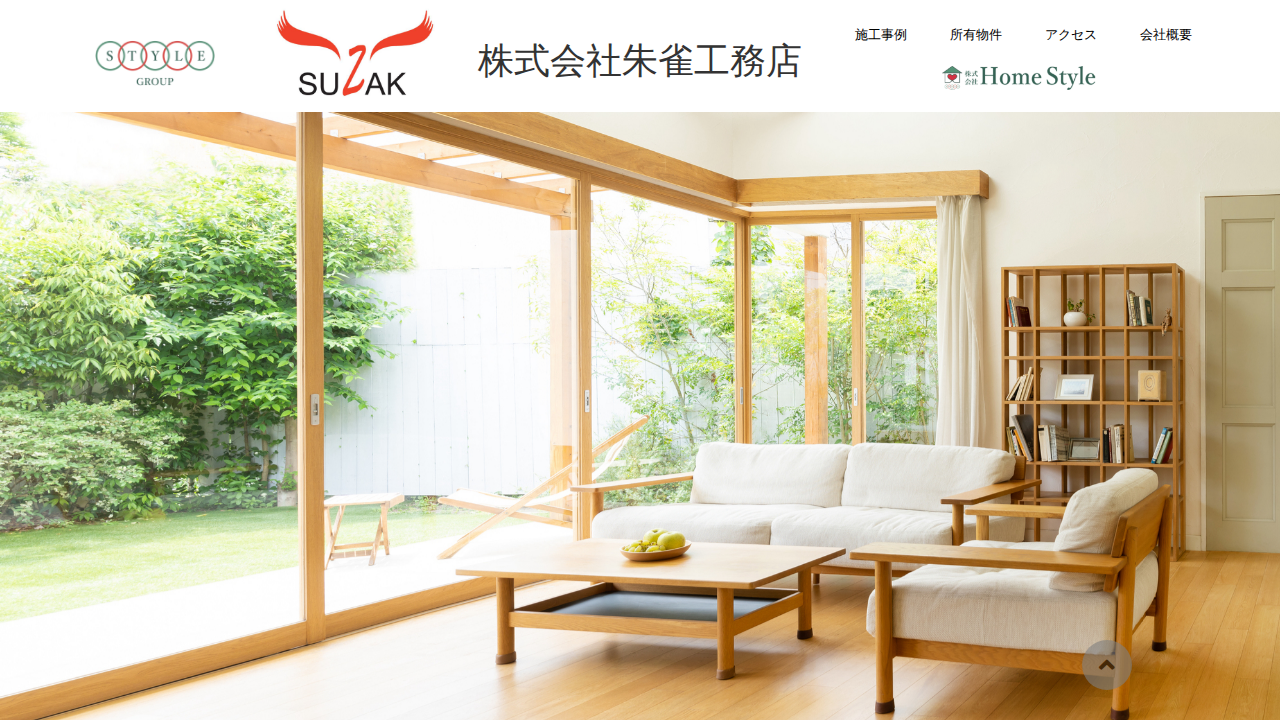 STYLE
GROUP
SUZAK
株式会社朱雀工務店
施工事例
所有物件
アクセス
会社概要
株式
会社
Home Style